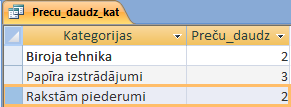 Precu_daudz_kat
Kategorijas Preču_daudz
Biroja tehnika 2
Papīra izstrādājumi 3
Rakstām piederumi 2